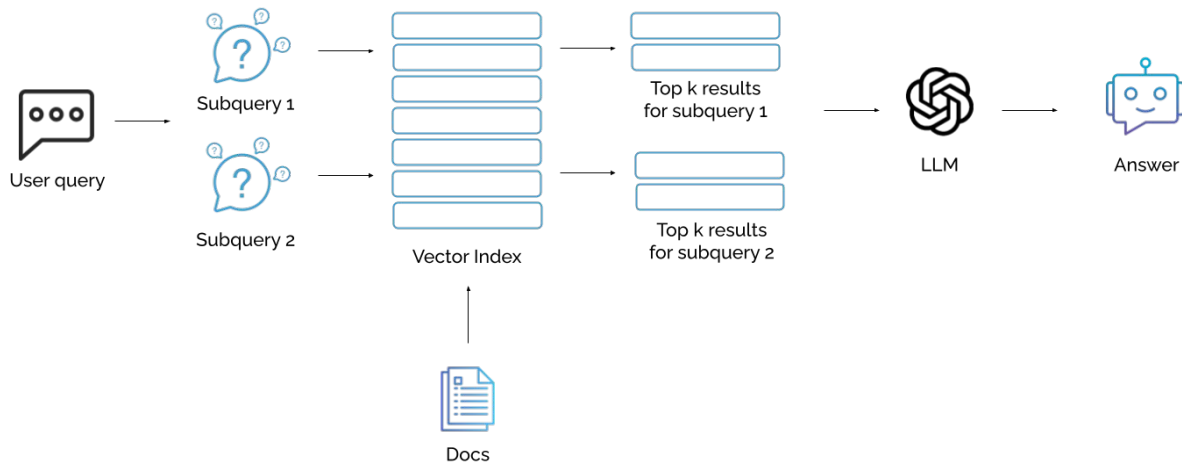 User query
Subquery 1
Subquery 2
Vector Index
Docs
Top k results
for subquery 1
Top k results
for subquery 2
LLM
Answer